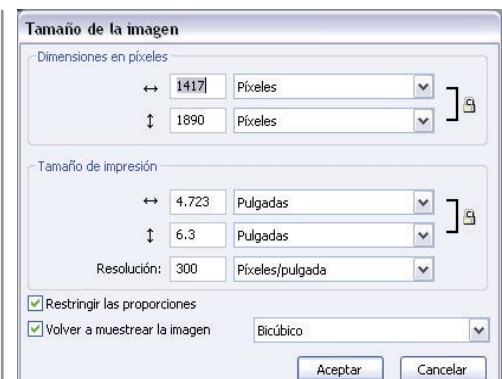 Tamaño de la imagen
Dimensiones en píxeles
↔ 1417 Píxeles
↕ 1890 Píxeles
Tamaño de impresión
↔ 4.723 Pulgadas
↕ 6.3 Pulgadas
Resolución: 300 Píxeles/pulgada
Restringir las proporciones
Volver a muestrear la imagen Bicúbico
Aceptar Cancelar